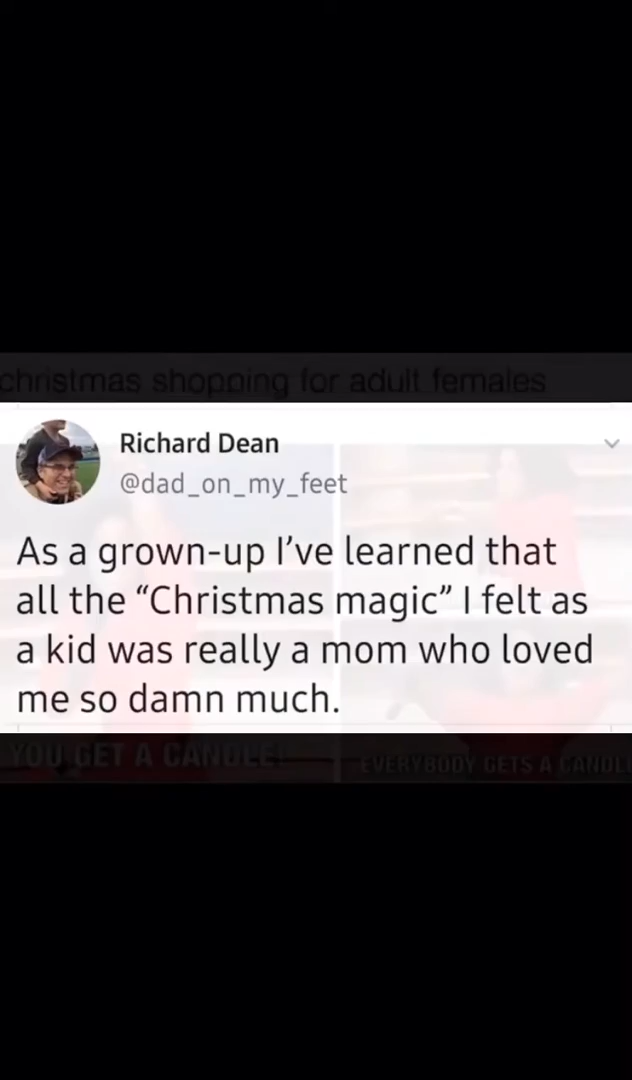 christmas shopping for adult females
Richard Dean
@dad_on_my_feet
As a grown-up I’ve learned that
all the “Christmas magic” I felt as
a kid was really a mom who loved
me so damn much.
YOU GET A CANDLE!
EVERYBODY GETS A CANDL